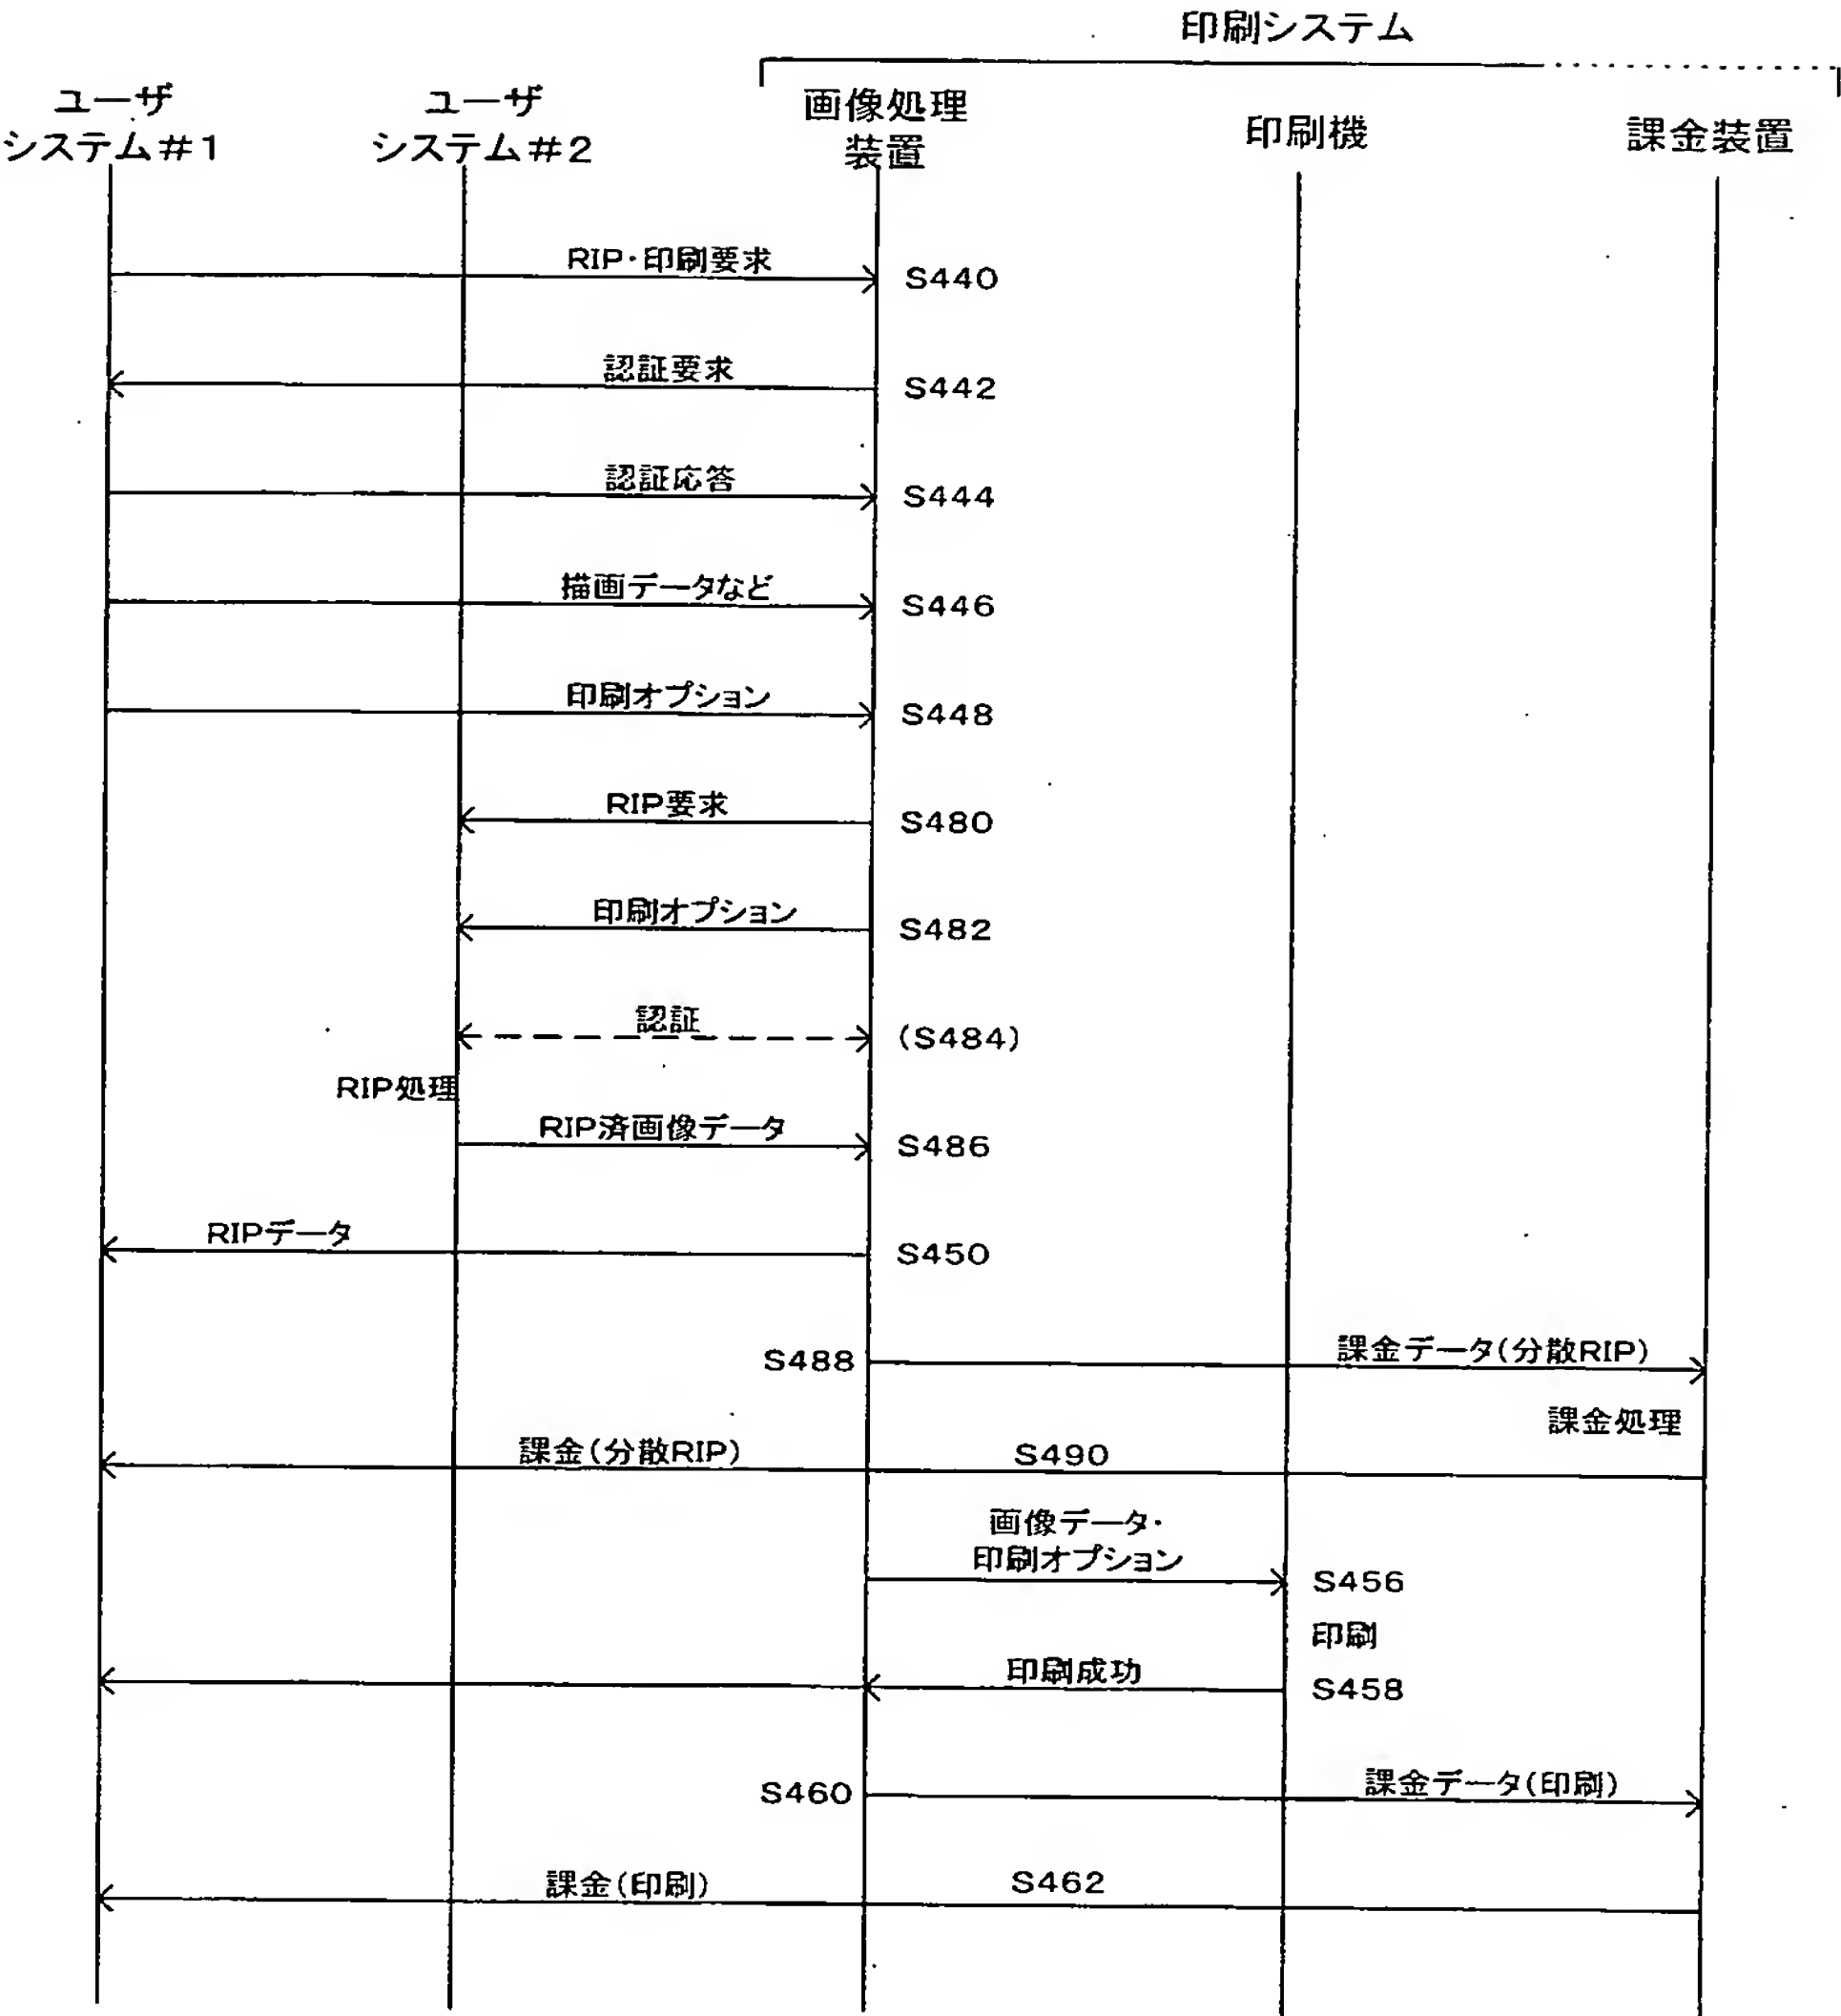 印刷システム
ユーザ
システム#1
ユーザ
システム#2
画像処理
装置
印刷機
課金装置
RIP・印刷要求
S440
認証要求
S442
認証応答
S444
描画データなど
S446
印刷オプション
S448
RIP要求
S480
印刷オプション
S482
認証
(S484)
RIP処理
RIP済画像データ
S486
RIPデータ
S450
S488
課金データ(分散RIP)
課金処理
課金(分散RIP)
S490
画像データ・
印刷オプション
S456
印刷
印刷成功
S458
S460
課金データ(印刷)
課金(印刷)
S462